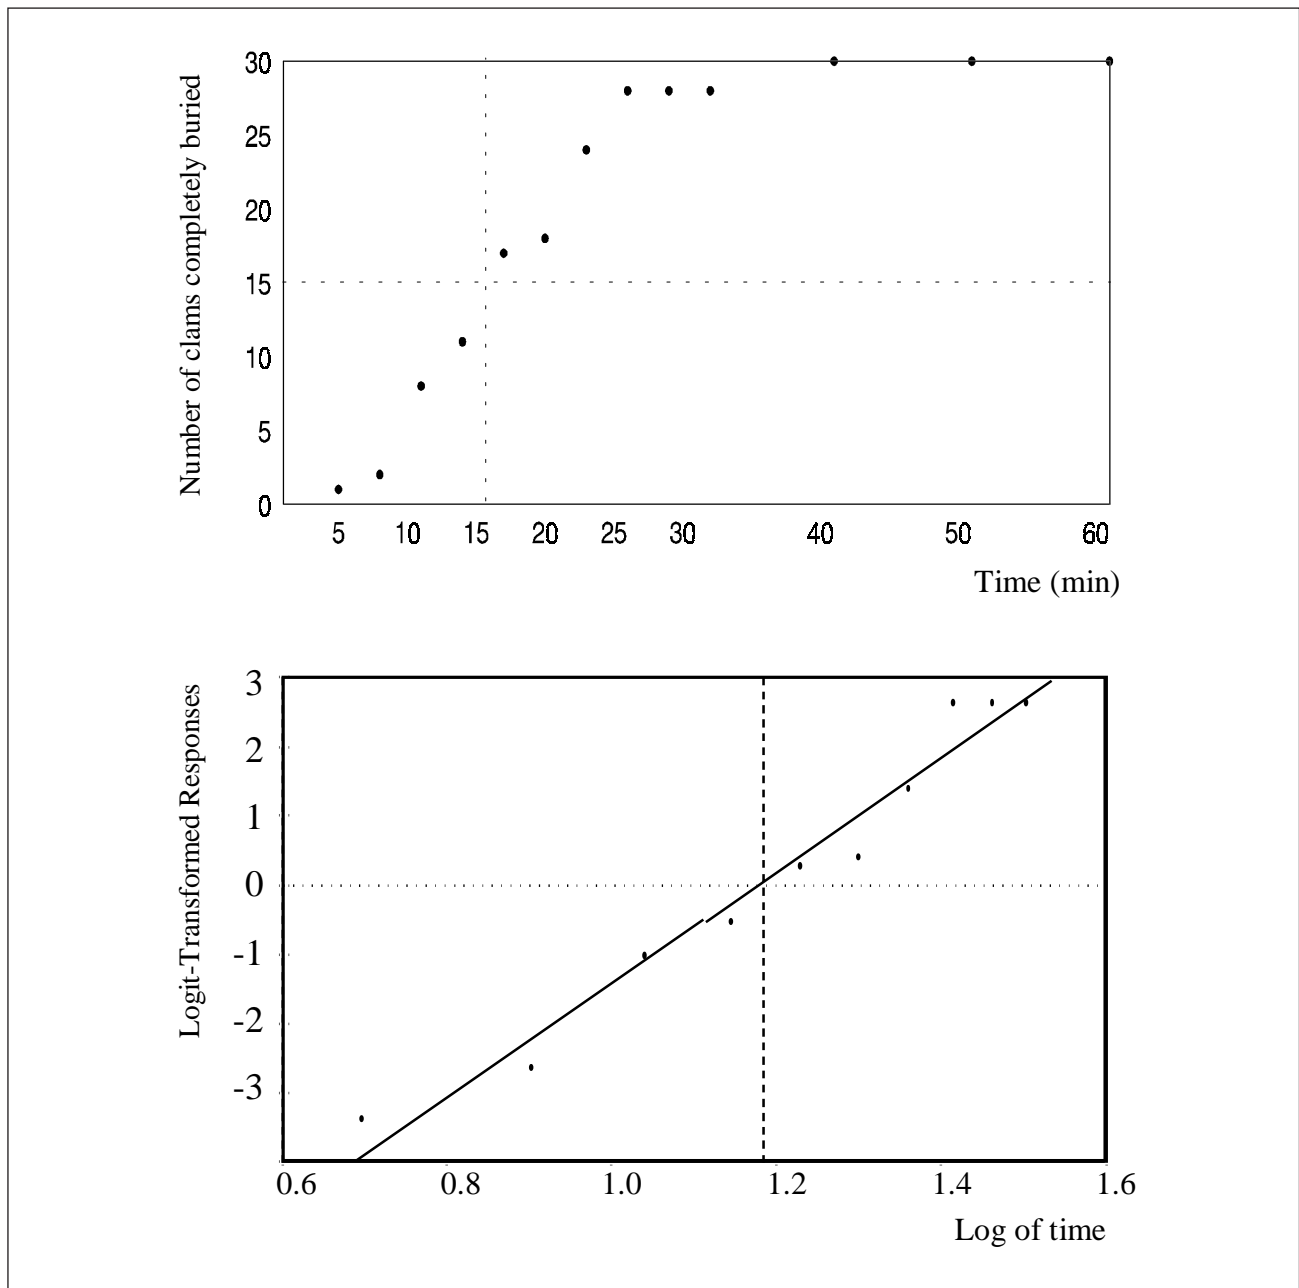 Number of clams completely buried
30
25
20
15
10
5
0
5 10 15 20 25 30 40 50 60
Time (min)
Logit-Transformed Responses
3
2
1
0
-1
-2
-3
0.6 0.8 1.0 1.2 1.4 1.6
Log of time